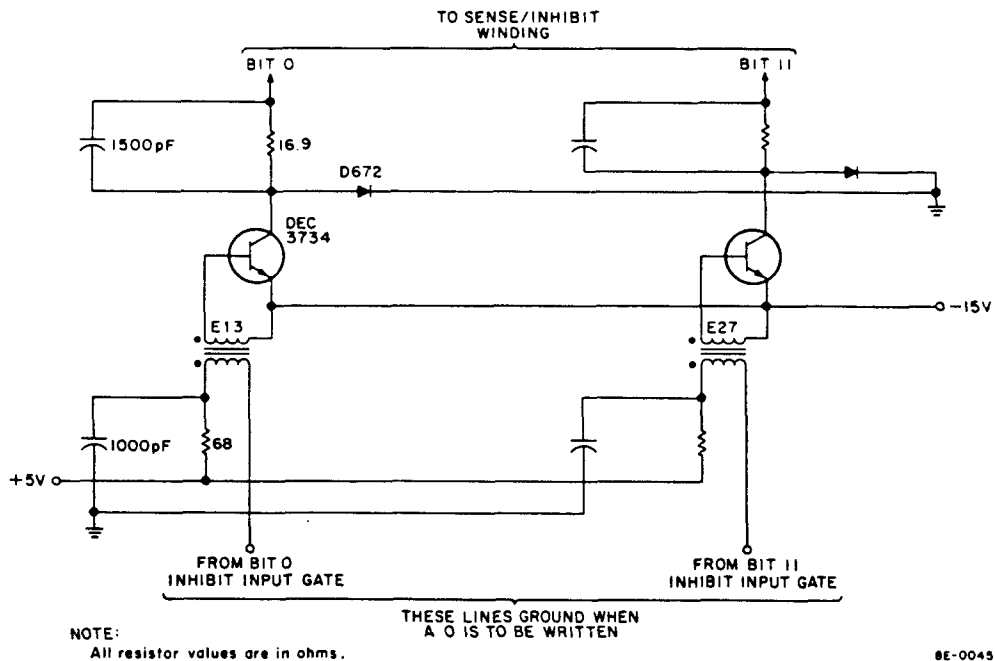 TO SENSE/INHIBIT
WINDING
BIT 0
BIT 11
1500pF
16.9
D672
DEC
3734
-15V
E13
E27
1000pF
68
+5V
FROM BIT 0
INHIBIT INPUT GATE
FROM BIT 11
INHIBIT INPUT GATE
THESE LINES GROUND WHEN
A 0 IS TO BE WRITTEN
NOTE:
All resistor values are in ohms.
8E-0045